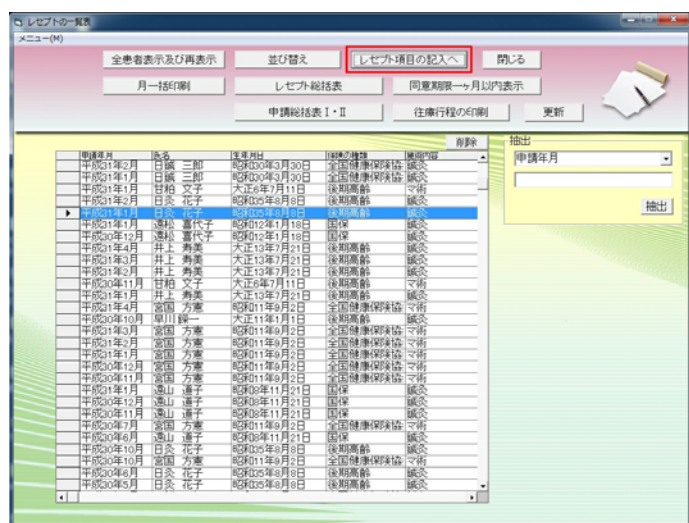 レセプトの一覧表
メニュー(M)
全患者表示及び再表示 並び替え レセプト項目の記入へ 閉じる
月一括印刷 レセプト総括表 同意期限一ヶ月以内表示
申請総括表Ⅰ・Ⅱ 往療行程の印刷 更新
削除
抽出
申請年月
抽出
申請年月 氏名 生年月日 保険の種類 施術内容
平成31年2月 日鍼 三郎 昭和30年3月30日 全国健康保険協 鍼灸
平成31年1月 日鍼 三郎 昭和30年3月30日 全国健康保険協 鍼灸
平成31年1月 甘粕 文子 大正6年7月11日 後期高齢 マ術
平成31年2月 日灸 花子 昭和35年8月8日 後期高齢 鍼灸
平成31年1月 日灸 花子 昭和35年8月8日 後期高齢 鍼灸
平成31年1月 遠松 喜代子 昭和12年1月18日 国保 鍼灸
平成30年12月 遠松 喜代子 昭和12年1月18日 国保 鍼灸
平成31年4月 井上 寿美 大正13年7月21日 後期高齢 鍼灸
平成31年3月 井上 寿美 大正13年7月21日 後期高齢 鍼灸
平成31年2月 井上 寿美 大正13年7月21日 後期高齢 鍼灸
平成30年11月 甘粕 文子 大正6年7月11日 後期高齢 マ術
平成31年1月 井上 寿美 大正13年7月21日 後期高齢 鍼灸
平成31年4月 宮国 方憲 昭和11年9月2日 全国健康保険協 マ術
平成30年10月 早川 錚一 大正11年1月1日 後期高齢 鍼灸
平成31年3月 宮国 方憲 昭和11年9月2日 全国健康保険協 マ術
平成31年2月 宮国 方憲 昭和11年9月2日 全国健康保険協 マ術
平成31年1月 宮国 方憲 昭和11年9月2日 全国健康保険協 マ術
平成30年12月 宮国 方憲 昭和11年9月2日 全国健康保険協 マ術
平成30年11月 宮国 方憲 昭和11年9月2日 全国健康保険協 マ術
平成31年1月 遠山 道子 昭和8年11月21日 国保 鍼灸
平成30年12月 遠山 道子 昭和8年11月21日 国保 鍼灸
平成30年11月 遠山 道子 昭和8年11月21日 国保 鍼灸
平成30年7月 宮国 方憲 昭和11年9月2日 全国健康保険協 マ術
平成30年6月 遠山 道子 昭和08年11月21日 国保 鍼灸
平成30年10月 日灸 花子 昭和35年8月8日 後期高齢 鍼灸
平成30年10月 宮国 方憲 昭和11年9月2日 全国健康保険協 マ術
平成30年6月 日灸 花子 昭和35年8月8日 後期高齢 鍼灸
平成30年5月 日灸 花子 昭和35年8月8日 後期高齢 鍼灸